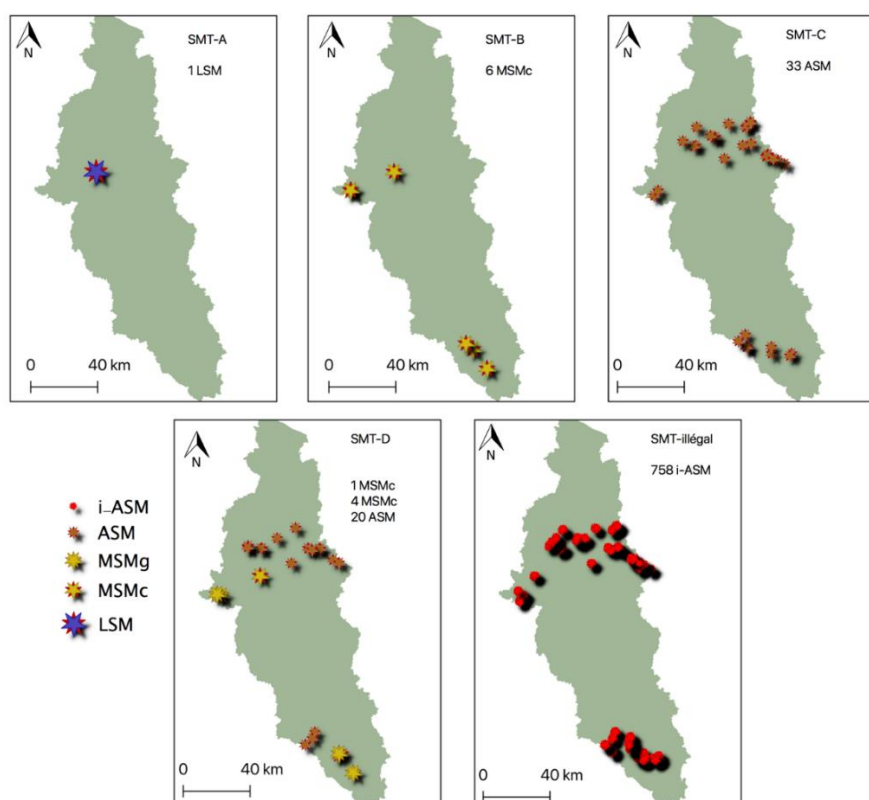 SMT-A
1 LSM
N
0
40 km
SMT-B
6 MSMc
N
0
40 km
SMT-C
33 ASM
N
0
40 km
SMT-D
1 MSMc
4 MSMc
20 ASM
N
0
40 km
SMT-illégal
758 i-ASM
N
0
40 km
i-ASM
ASM
MSMg
MSMc
LSM